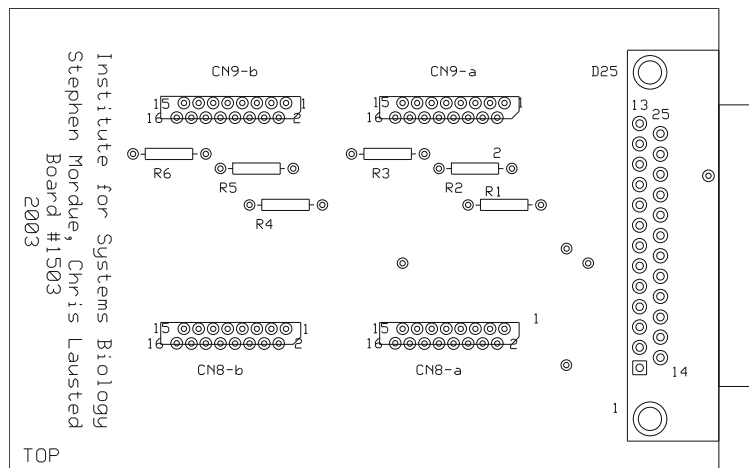 Institute for Systems Biology
Stephen Mordue, Chris Lausted
Board #1503
2003
CN9-b
CN9-a
D25
15 1
16 2
15 1
16
13
25
R6
R5
R4
R3
2
R2
R1
15 1
16 2
15
16 2
1
CN8-b
CN8-a
14
1
TOP